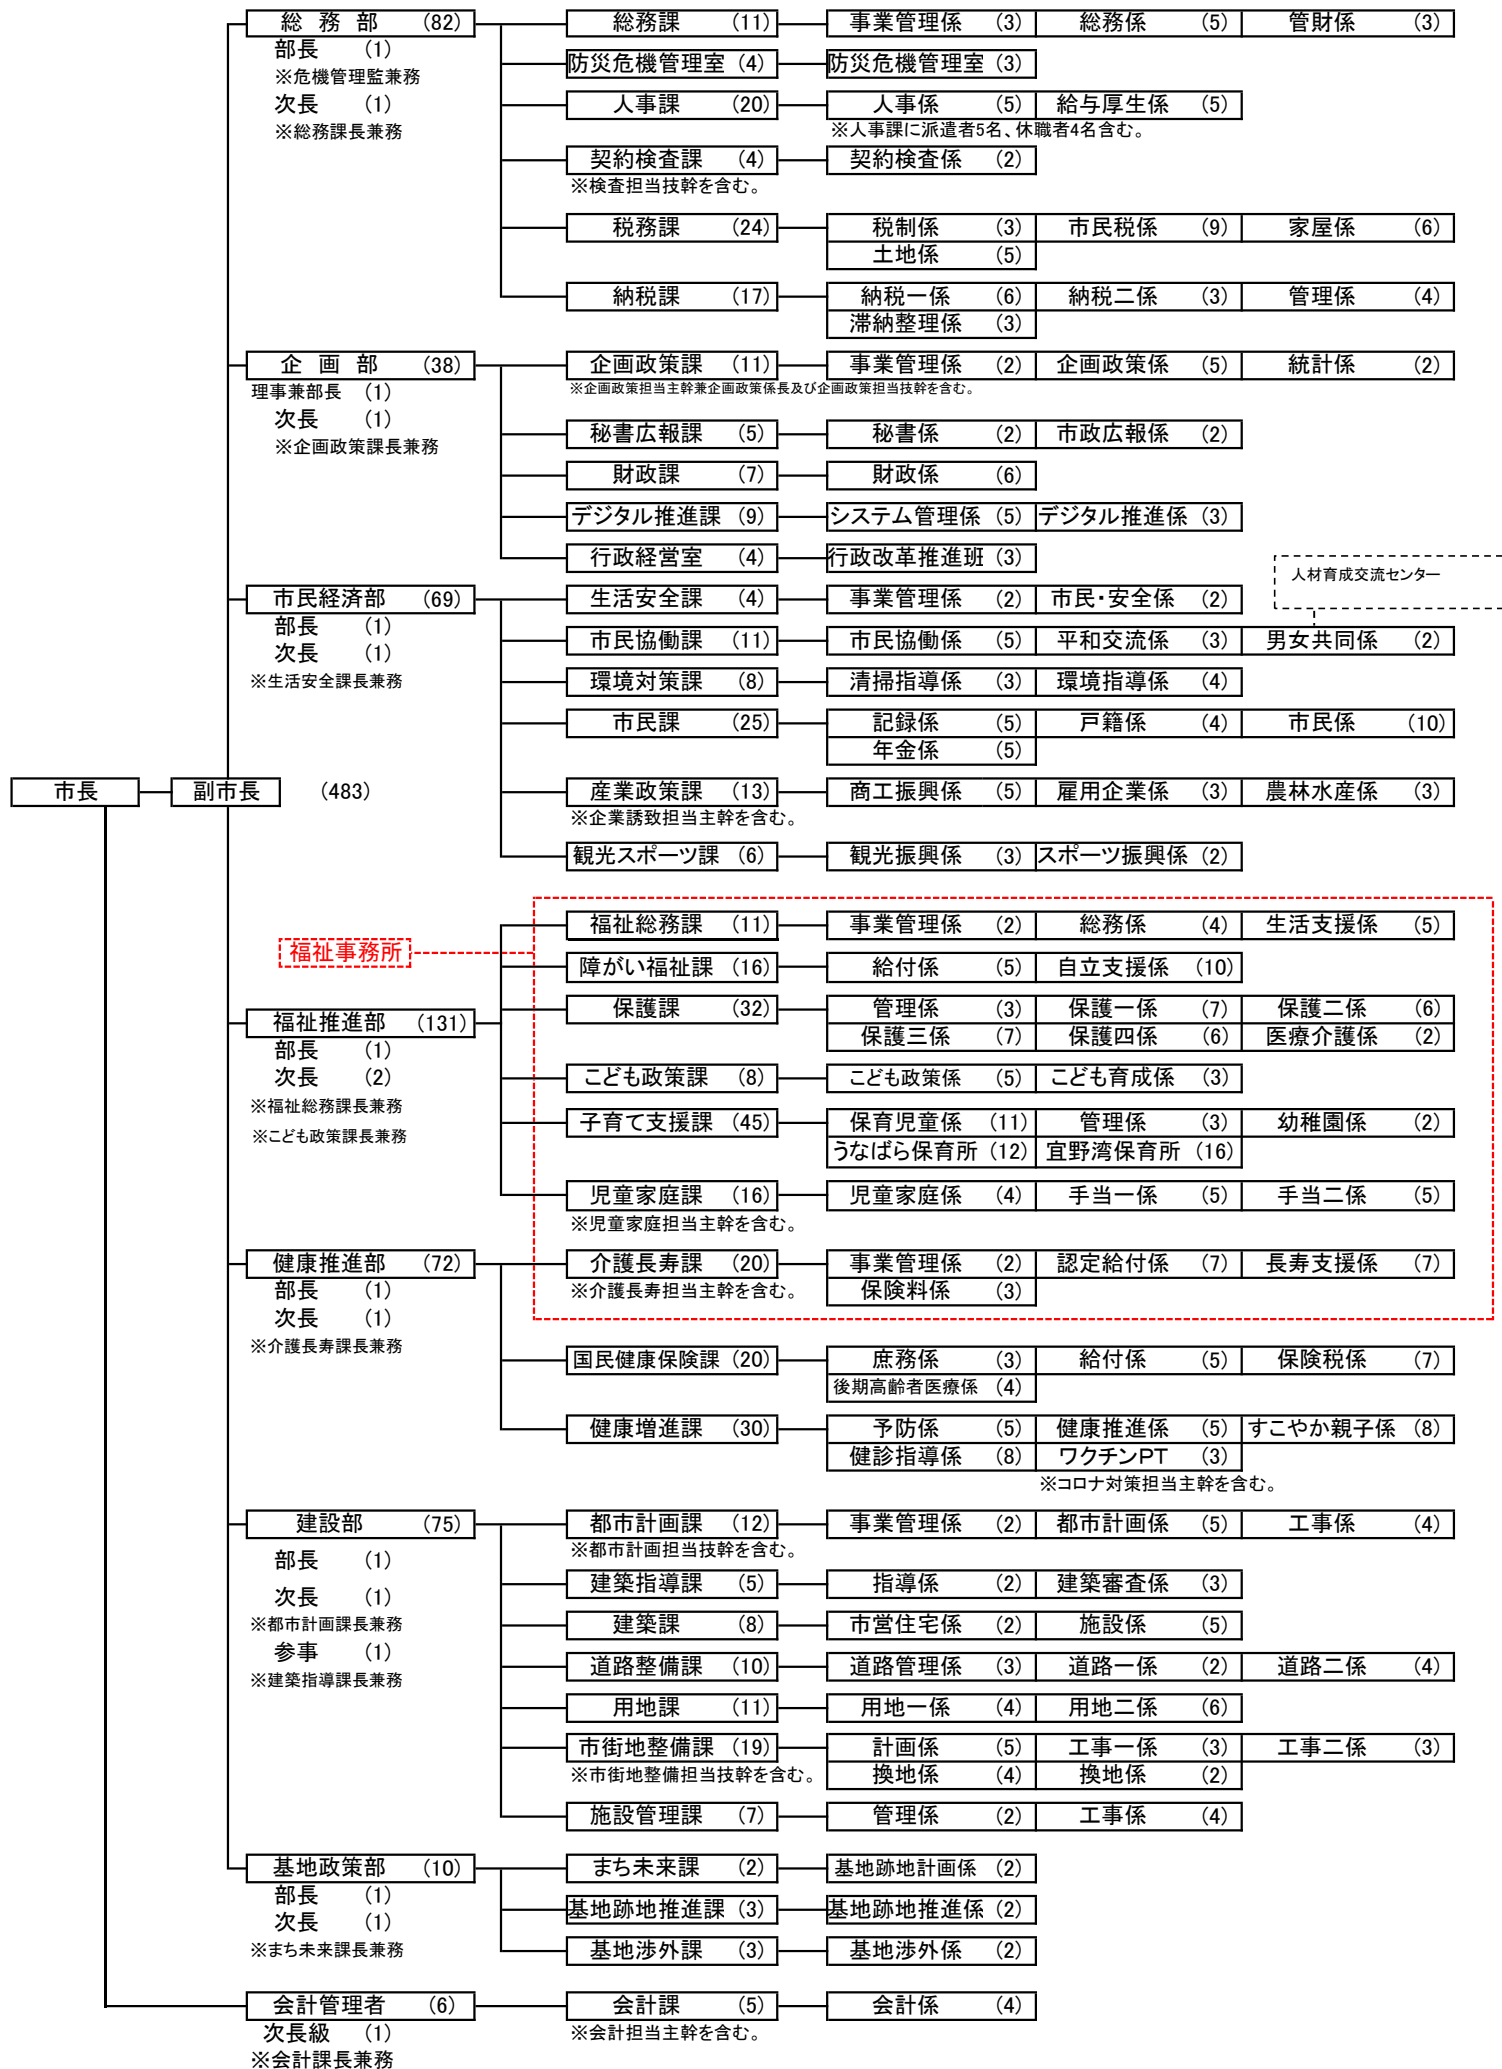 総　務　部 (82) 総務課 (11) 事業管理係 (3) 総務係 (5) 管財係 (3)
部長 (1)
防災危機管理室 (4) 防災危機管理室 (3)
※危機管理監兼務
次長 (1) 人事課 (20) 人事係 (5) 給与厚生係 (5)
※総務課長兼務 ※人事課に派遣者5名、休職者4名含む。
契約検査課 (4) 契約検査係 (2)
※検査担当技幹を含む。
税務課 (24) 税制係 (3) 市民税係 (9) 家屋係 (6)
土地係 (5)
納税課 (17) 納税一係 (6) 納税二係 (3) 管理係 (4)
滞納整理係 (3)
企　画　部 (38) 企画政策課 (11) 事業管理係 (2) 企画政策係 (5) 統計係 (2)
理事兼部長 (1) ※企画政策担当主幹兼企画政策係長及び企画政策担当技幹を含む。
次長 (1)
秘書広報課 (5) 秘書係 (2) 市政広報係 (2)
※企画政策課長兼務
財政課 (7) 財政係 (6)
デジタル推進課 (9) システム管理係 (5) デジタル推進係 (3)
行政経営室 (4) 行政改革推進班 (3)
人材育成交流センター
市民経済部 (69) 生活安全課 (4) 事業管理係 (2) 市民・安全係 (2)
部長 (1)
市民協働課 (11) 市民協働係 (5) 平和交流係 (3) 男女共同係 (2)
次長 (1)
※生活安全課長兼務 環境対策課 (8) 清掃指導係 (3) 環境指導係 (4)
市民課 (25) 記録係 (5) 戸籍係 (4) 市民係 (10)
年金係 (5)
市長 副市長 (483) 産業政策課 (13) 商工振興係 (5) 雇用企業係 (3) 農林水産係 (3)
※企業誘致担当主幹を含む。
観光スポーツ課 (6) 観光振興係 (3) スポーツ振興係 (2)
福祉総務課 (11) 事業管理係 (2) 総務係 (4) 生活支援係 (5)
福祉事務所
障がい福祉課 (16) 給付係 (5) 自立支援係 (10)
保護課 (32) 管理係 (3) 保護一係 (7) 保護二係 (6)
福祉推進部 (131)
保護三係 (7) 保護四係 (6) 医療介護係 (2)
部長 (1)
次長 (2) こども政策課 (8) こども政策係 (5) こども育成係 (3)
※福祉総務課長兼務
※こども政策課長兼務
子育て支援課 (45) 保育児童係 (11) 管理係 (3) 幼稚園係 (2)
うなばら保育所 (12) 宜野湾保育所 (16)
児童家庭課 (16) 児童家庭係 (4) 手当一係 (5) 手当二係 (5)
※児童家庭担当主幹を含む。
健康推進部 (72) 介護長寿課 (20) 事業管理係 (2) 認定給付係 (7) 長寿支援係 (7)
部長 (1) ※介護長寿担当主幹を含む。 保険料係 (3)
次長 (1)
※介護長寿課長兼務
国民健康保険課 (20) 庶務係 (3) 給付係 (5) 保険税係 (7)
後期高齢者医療係 (4)
健康増進課 (30) 予防係 (5) 健康推進係 (5) すこやか親子係 (8)
健診指導係 (8) ワクチンPT (3)
※コロナ対策担当主幹を含む。
建設部 (75) 都市計画課 (12) 事業管理係 (2) 都市計画係 (5) 工事係 (4)
※都市計画担当技幹を含む。
部長 (1)
建築指導課 (5) 指導係 (2) 建築審査係 (3)
次長 (1)
※都市計画課長兼務 建築課 (8) 市営住宅係 (2) 施設係 (5)
参事 (1)
道路整備課 (10) 道路管理係 (3) 道路一係 (2) 道路二係 (4)
※建築指導課長兼務
用地課 (11) 用地一係 (4) 用地二係 (6)
市街地整備課 (19) 計画係 (5) 工事一係 (3) 工事二係 (3)
※市街地整備担当技幹を含む。 換地係 (4) 換地係 (2)
施設管理課 (7) 管理係 (2) 工事係 (4)
基地政策部 (10) まち未来課 (2) 基地跡地計画係 (2)
部長 (1)
基地跡地推進課 (3) 基地跡地推進係 (2)
次長 (1)
※まち未来課長兼務 基地渉外課 (3) 基地渉外係 (2)
会計管理者 (6) 会計課 (5) 会計係 (4)
次長級 (1) ※会計担当主幹を含む。
※会計課長兼務